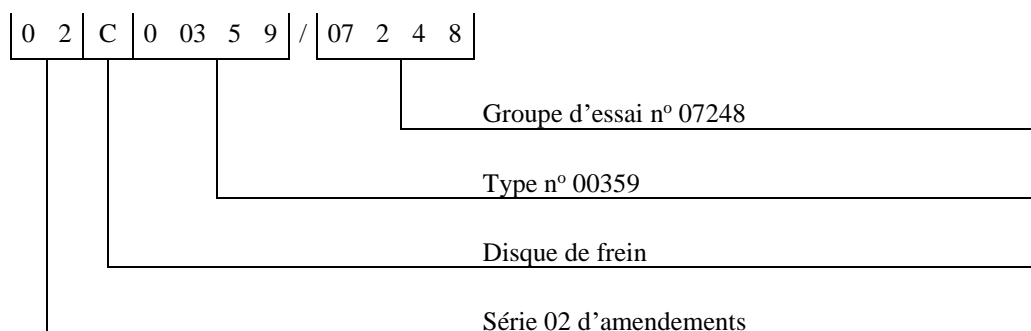 0 2 C 0 03 5 9 / 07 2 4 8
Groupe d’essai nᵒ 07248
Type nᵒ 00359
Disque de frein
Série 02 d’amendements